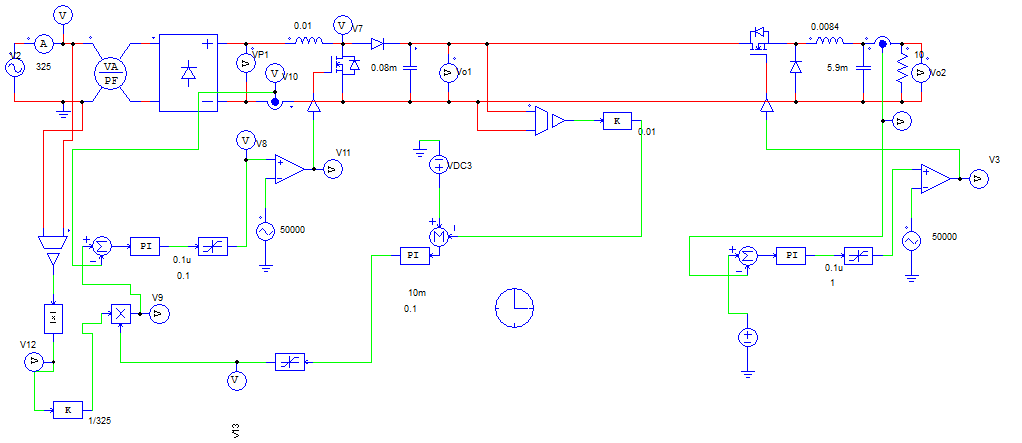 V
V2
A
325
VA
PF
VP1
V
V10
0.01
V
V7
0.08m
V
Vo1
0.0084
5.9m
10
V
Vo2
V
K
0.01
V
V8
V11
V
VDC3
V3
V
50000
PI
0.1u
0.1
M
PI
10m
0.1
50000
PI
0.1u
1
|x|
X
V9
V
V12
V
V
V13
K
1/325